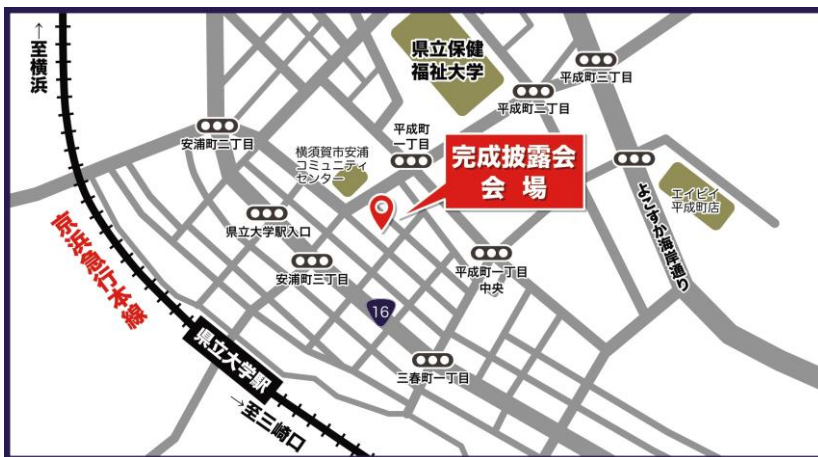 →至横浜
県立保健
福祉大学
平成町三丁目
平成町二丁目
平成町
一丁目
安浦町二丁目
横須賀市安浦
コミュニティ
センター
完成披露会
会場
エイビイ
平成町店
よこすか海岸通り
県立大学駅入口
安浦町三丁目
平成町一丁目
中央
16
京浜急行本線
三春町一丁目
県立大学駅
→至三崎口